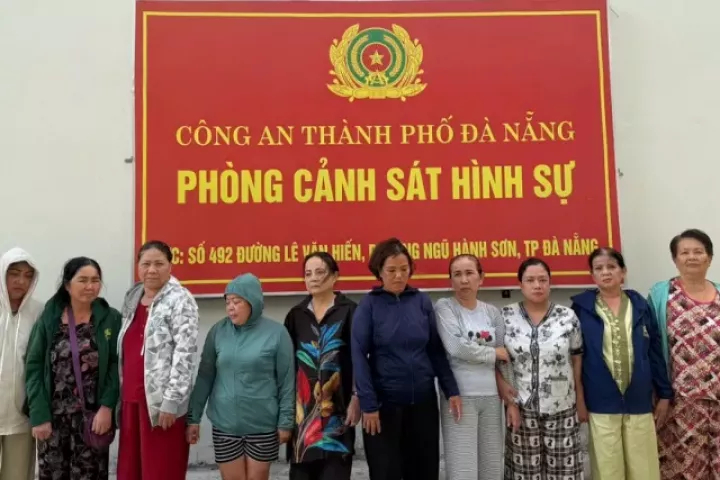 CÔNG AN THÀNH PHỐ ĐÀ NẴNG
PHÒNG CẢNH SÁT HÌNH SỰ
C: SỐ 492 ĐƯỜNG LÊ VĂN HIẾN, NG NGŨ HÀNH SƠN, TP ĐÀ NẴNG